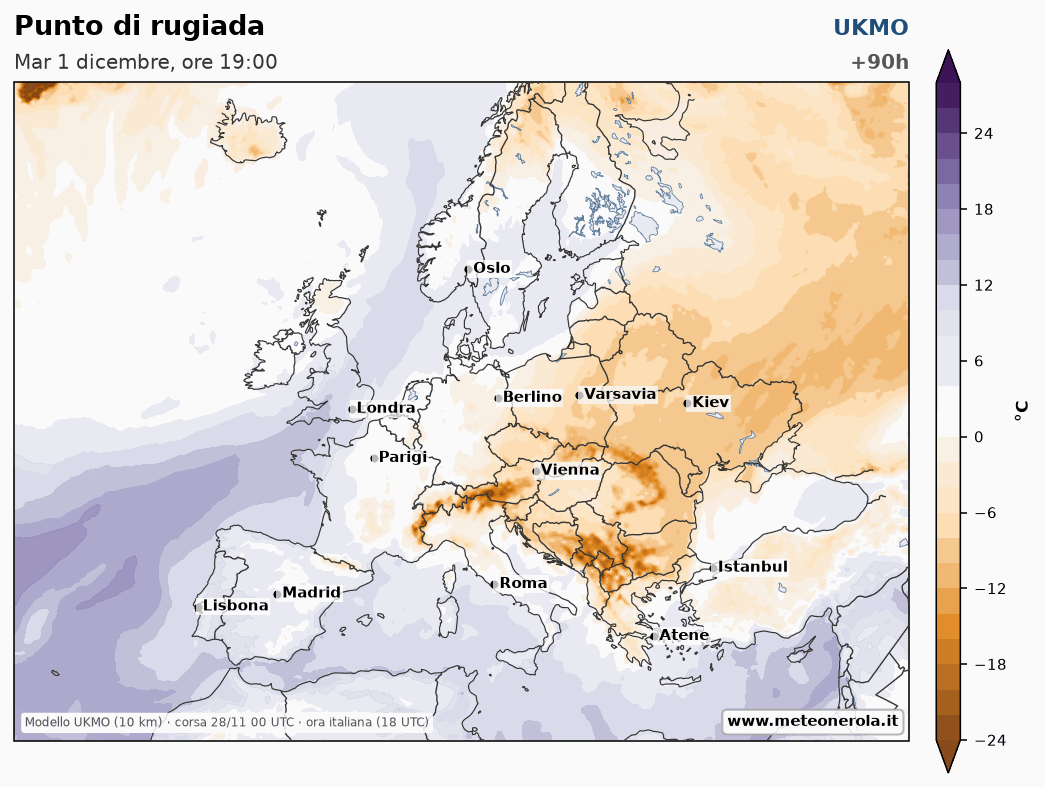 Punto di rugiada
UKMO
Mar 1 dicembre, ore 19:00
+90h
Oslo
Berlino
Varsavia
Kiev
Londra
Parigi
Vienna
Istanbul
Roma
Madrid
Lisbona
Atene
24
18
12
6
0
−6
−12
−18
−24
°C
Modello UKMO (10 km) · corsa 28/11 00 UTC · ora italiana (18 UTC)
www.meteonerola.it